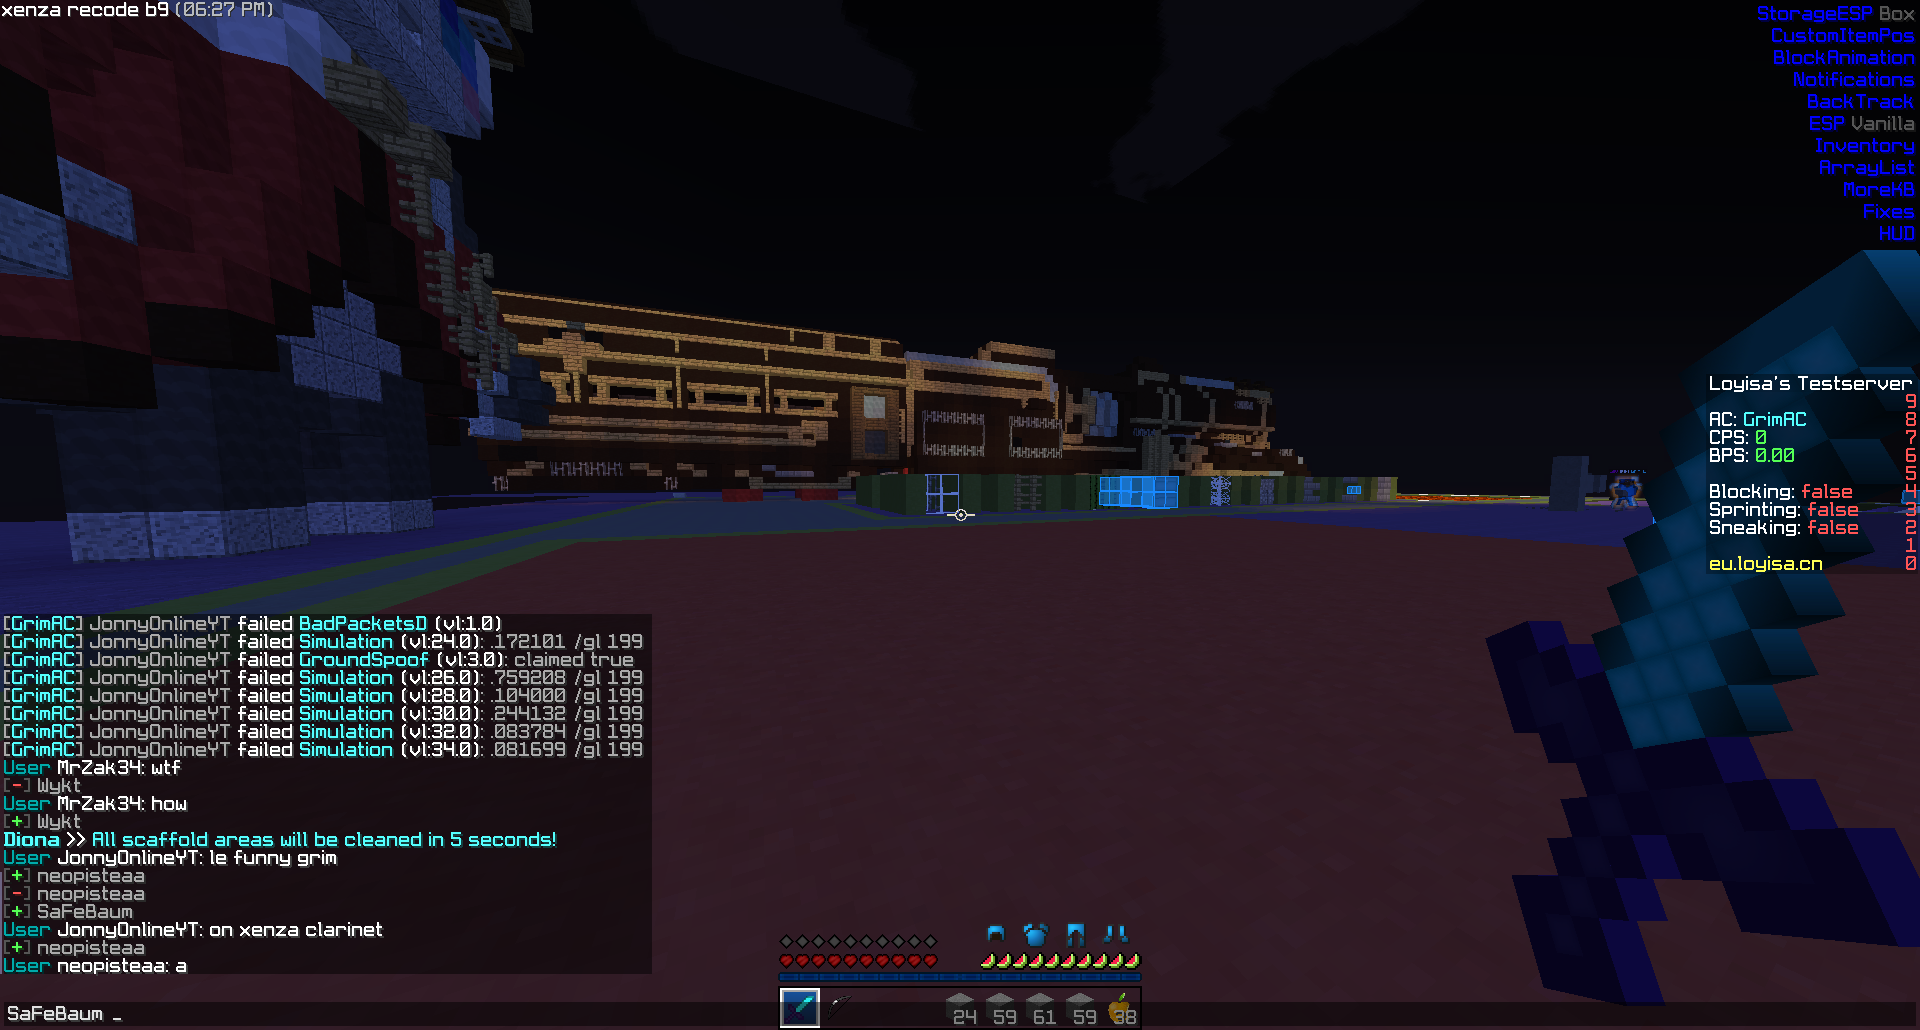 xenza recode b9 (06:27 PM)
StorageESP Box
CustomItemPos
BlockAnimation
Notifications
BackTrack
ESP Vanilla
Inventory
ArrayList
MoreKB
Fixes
HUD
Loyisa's Testserver
9
AC: GrimAC 8
CPS: 0 7
BPS: 0.00 6
5
Blocking: false 4
Sprinting: false 3
Sneaking: false 2
1
eu.loyisa.cn 0
[GrimAC] JonnyOnlineYT failed BadPacketsD (vl:1.0)
[GrimAC] JonnyOnlineYT failed Simulation (vl:24.0): .172101 /gl 199
[GrimAC] JonnyOnlineYT failed GroundSpoof (vl:3.0): claimed true
[GrimAC] JonnyOnlineYT failed Simulation (vl:26.0): .759208 /gl 199
[GrimAC] JonnyOnlineYT failed Simulation (vl:28.0): .104000 /gl 199
[GrimAC] JonnyOnlineYT failed Simulation (vl:30.0): .244132 /gl 199
[GrimAC] JonnyOnlineYT failed Simulation (vl:32.0): .083784 /gl 199
[GrimAC] JonnyOnlineYT failed Simulation (vl:34.0): .081699 /gl 199
User MrZak34: wtf
[-] Wykt
User MrZak34: how
[+] Wykt
Diona >> All scaffold areas will be cleaned in 5 seconds!
User JonnyOnlineYT: le funny grim
[+] neopisteaa
[-] neopisteaa
[+] SaFeBaum
User JonnyOnlineYT: on xenza clarinet
[+] neopisteaa
User neopisteaa: a
SaFeBaum _
24 59 61 59 38